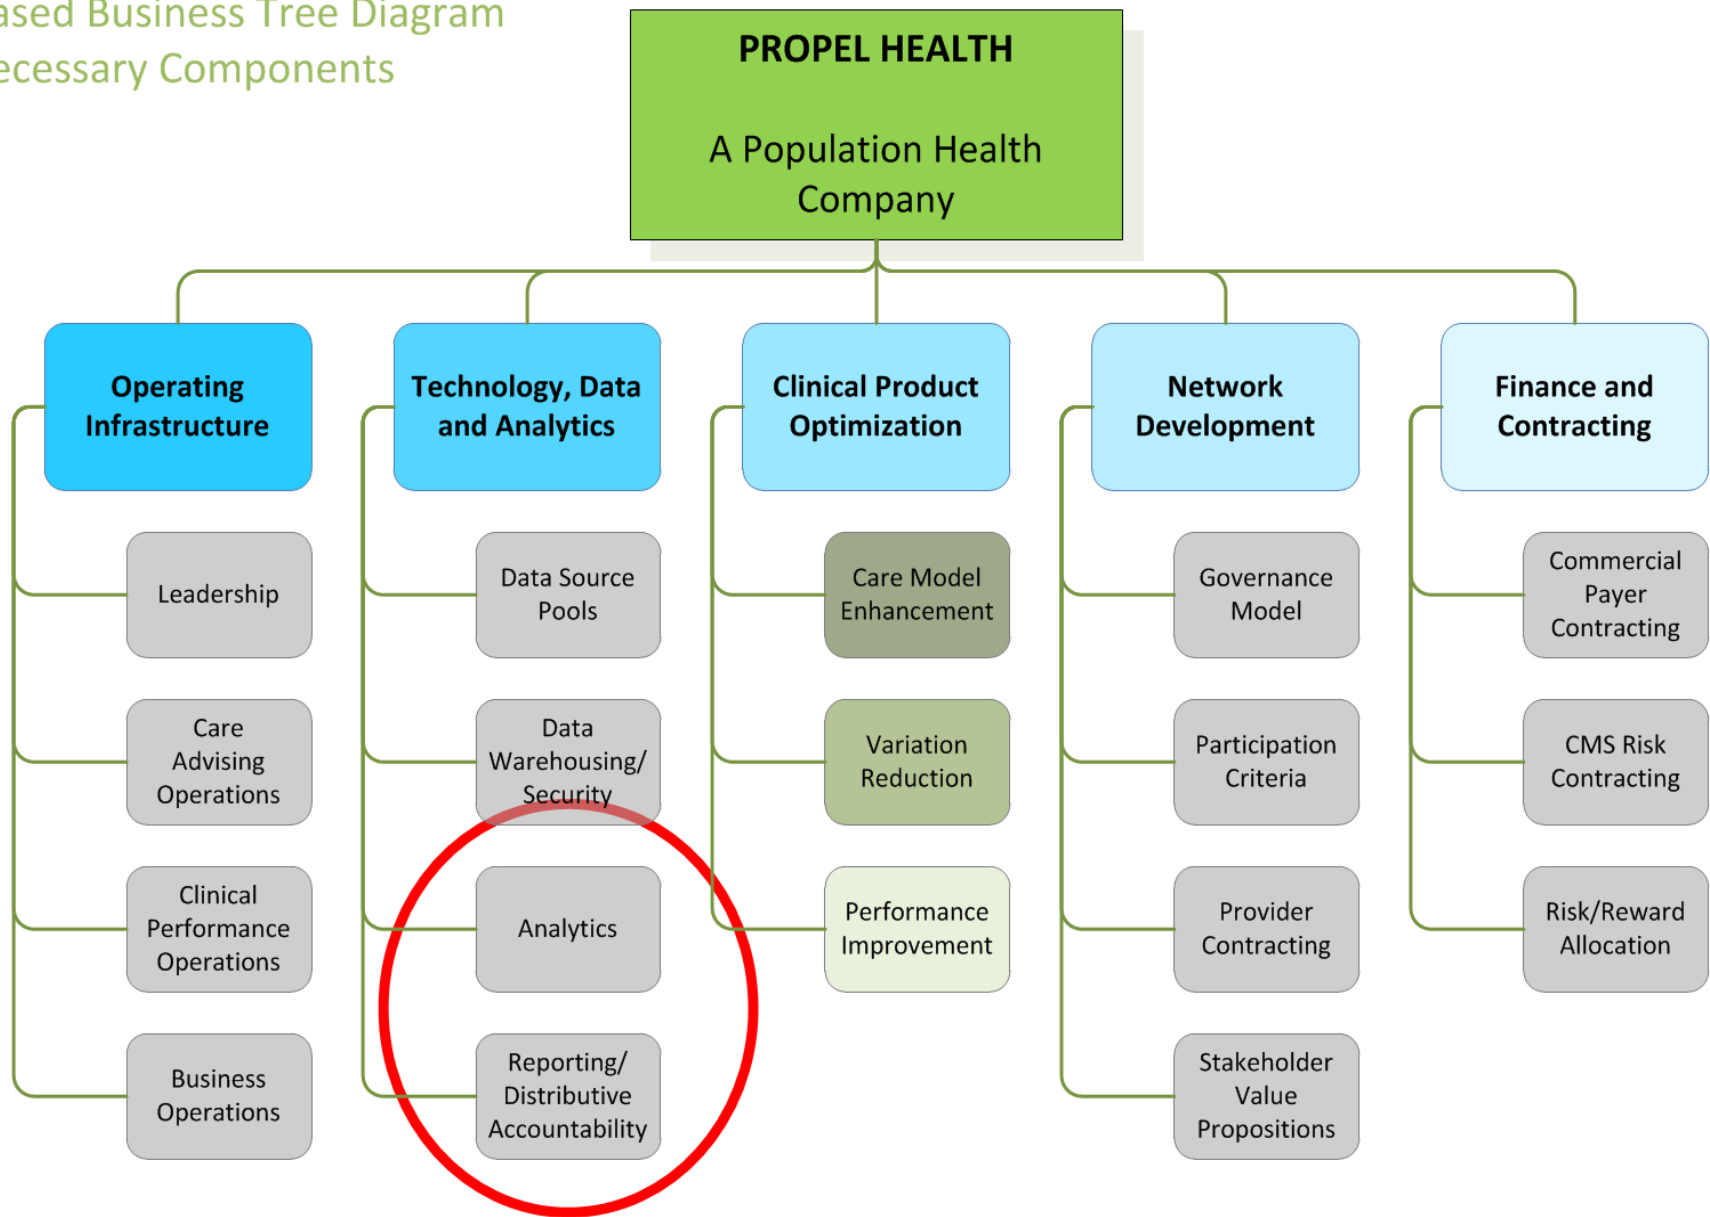 ased Business Tree Diagram
ecessary Components
PROPEL HEALTH
A Population Health
Company
Operating
Infrastructure
Leadership
Care
Advising
Operations
Clinical
Performance
Operations
Business
Operations
Technology, Data
and Analytics
Data Source
Pools
Data
Warehousing/
Security
Analytics
Reporting/
Distributive
Accountability
Clinical Product
Optimization
Care Model
Enhancement
Variation
Reduction
Performance
Improvement
Network
Development
Governance
Model
Participation
Criteria
Provider
Contracting
Stakeholder
Value
Propositions
Finance and
Contracting
Commercial
Payer
Contracting
CMS Risk
Contracting
Risk/Reward
Allocation